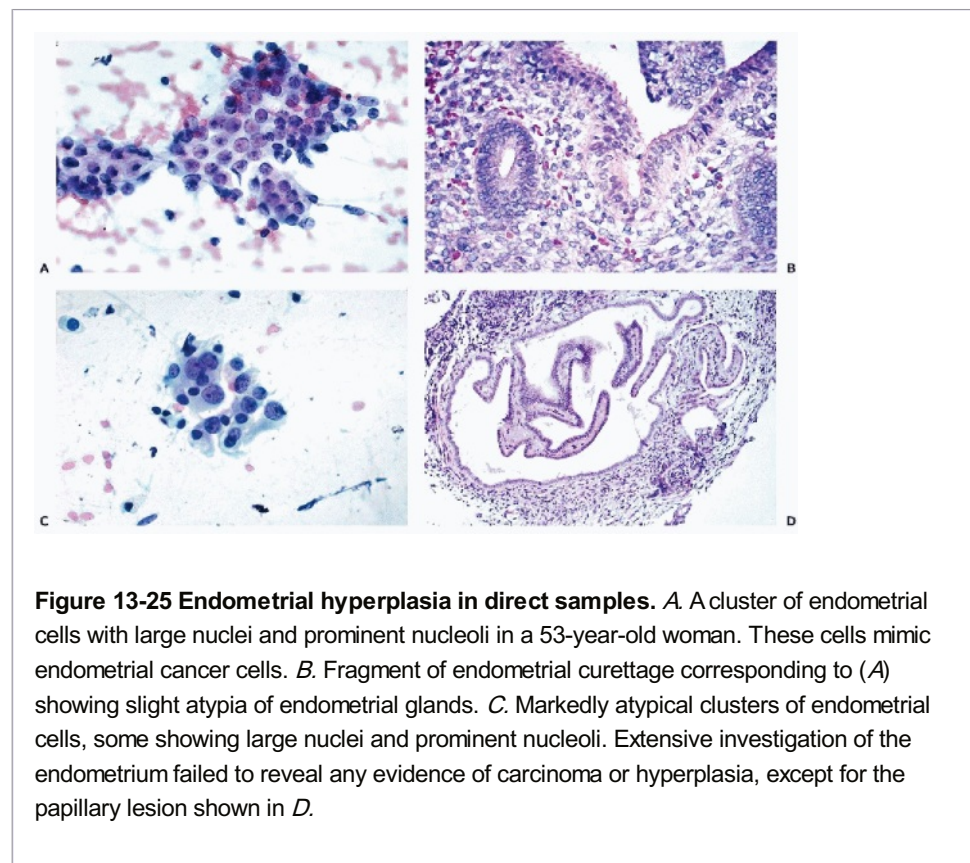 A
B
C
D
Figure 13-25 Endometrial hyperplasia in direct samples. A. A cluster of endometrial
cells with large nuclei and prominent nucleoli in a 53-year-old woman. These cells mimic
endometrial cancer cells. B. Fragment of endometrial curettage corresponding to (A)
showing slight atypia of endometrial glands. C. Markedly atypical clusters of endometrial
cells, some showing large nuclei and prominent nucleoli. Extensive investigation of the
endometrium failed to reveal any evidence of carcinoma or hyperplasia, except for the
papillary lesion shown in D.